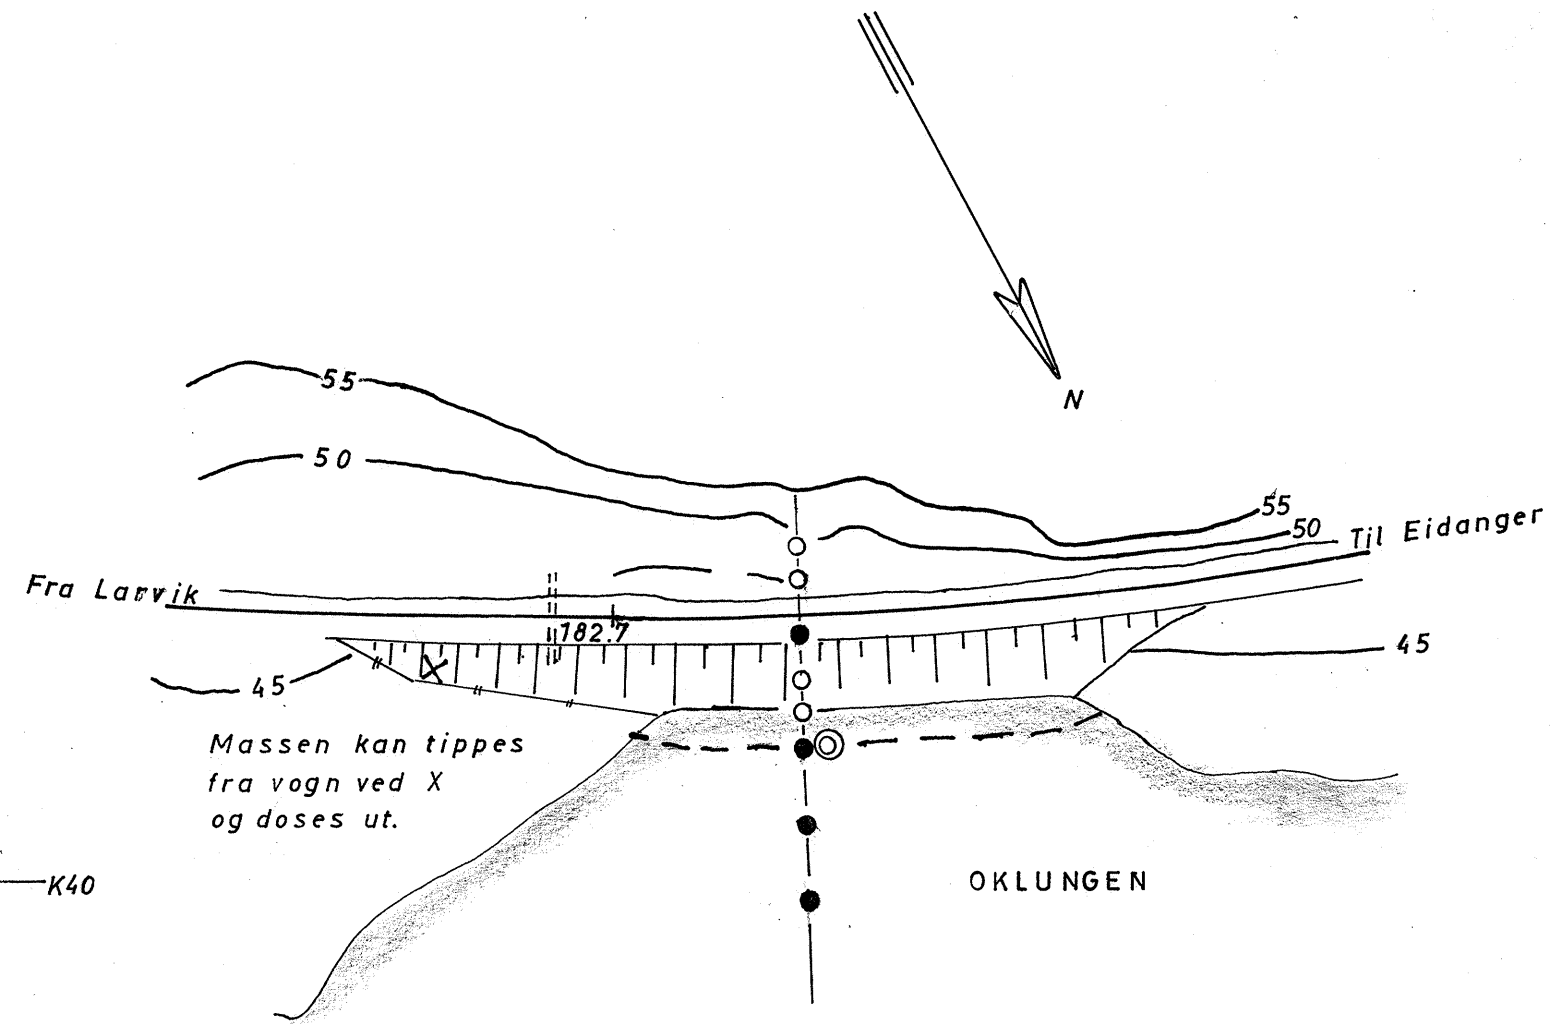 N
55
50
55
50
Til Eidanger
Fra Larvik
182.7
X
45
45
Massen kan tippes
fra vogn ved X
og doses ut.
OKLUNGEN
K40